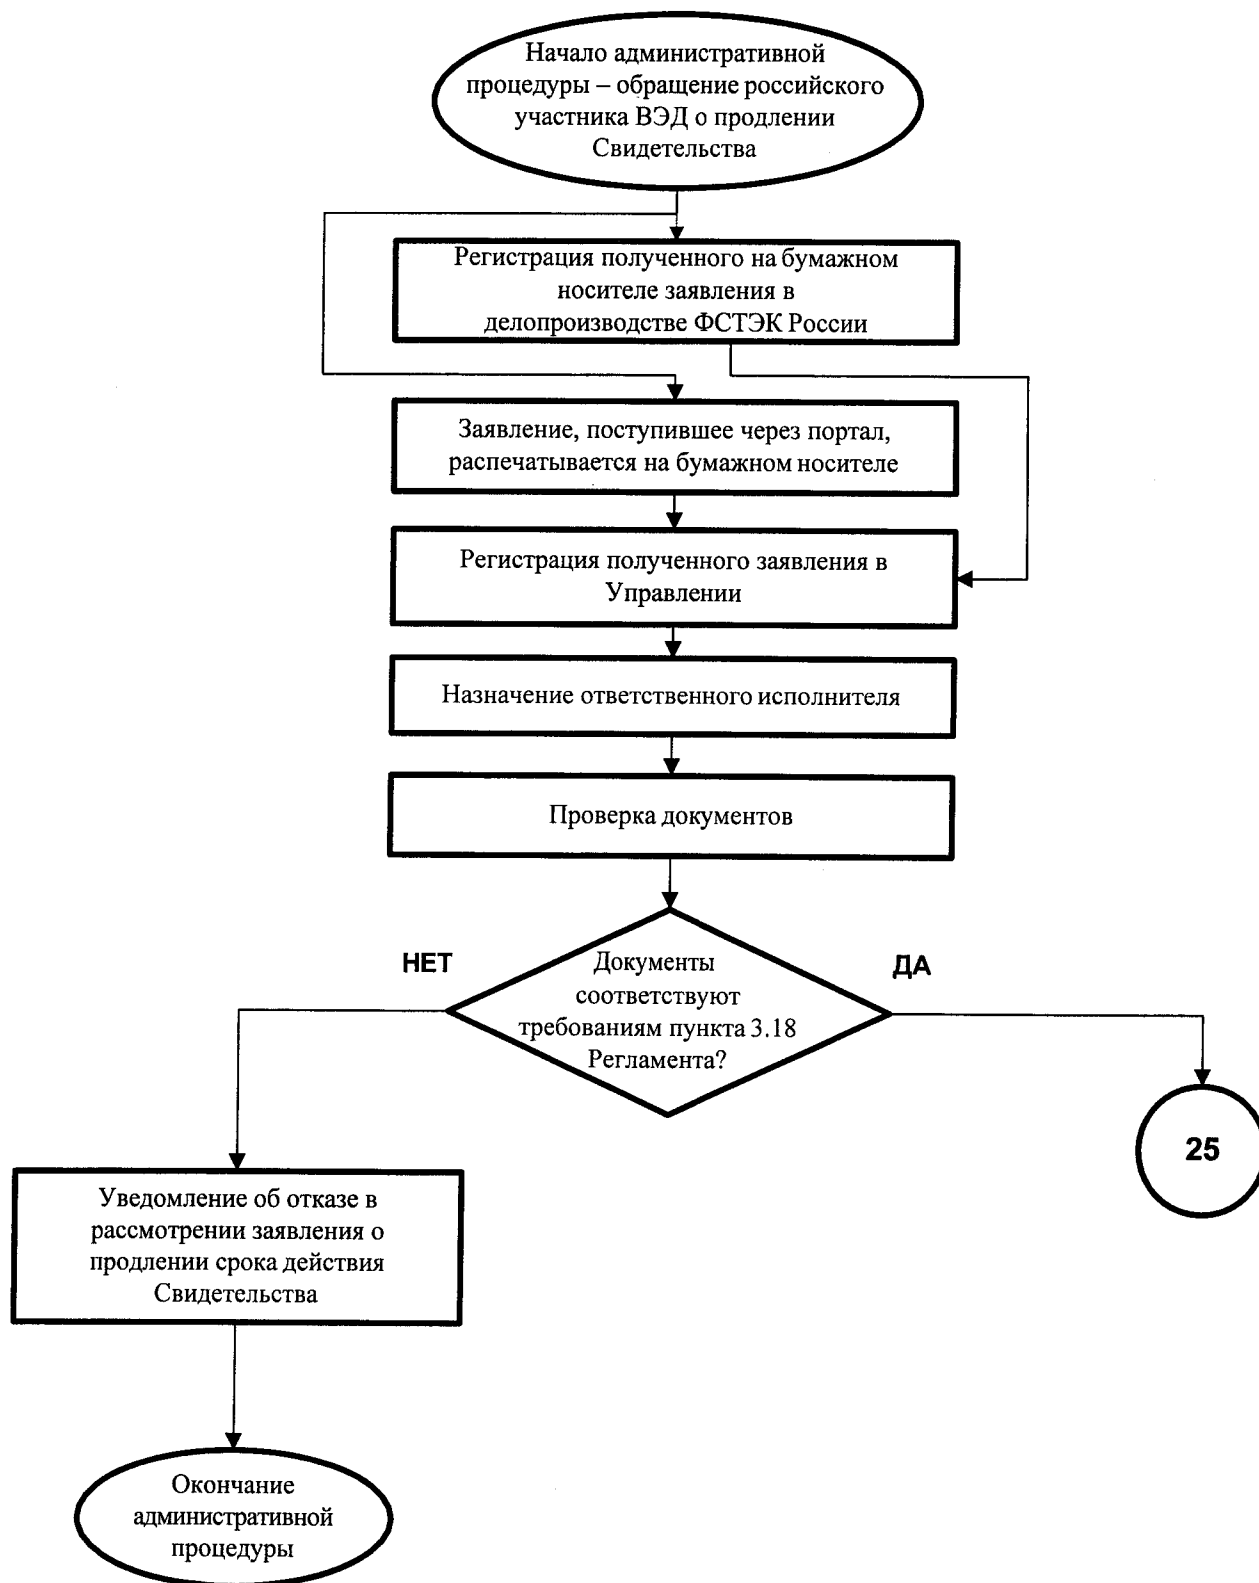 Начало административной
процедуры – обращение российского
участника ВЭД о продлении
Свидетельства
Регистрация полученного на бумажном
носителе заявления в
делопроизводстве ФСТЭК России
Заявление, поступившее через портал,
распечатывается на бумажном носителе
Регистрация полученного заявления в
Управлении
Назначение ответственного исполнителя
Проверка документов
НЕТ
ДА
Документы
соответствуют
требованиям пункта 3.18
Регламента?
25
Уведомление об отказе в
рассмотрении заявления о
продлении срока действия
Свидетельства
Окончание
административной
процедуры